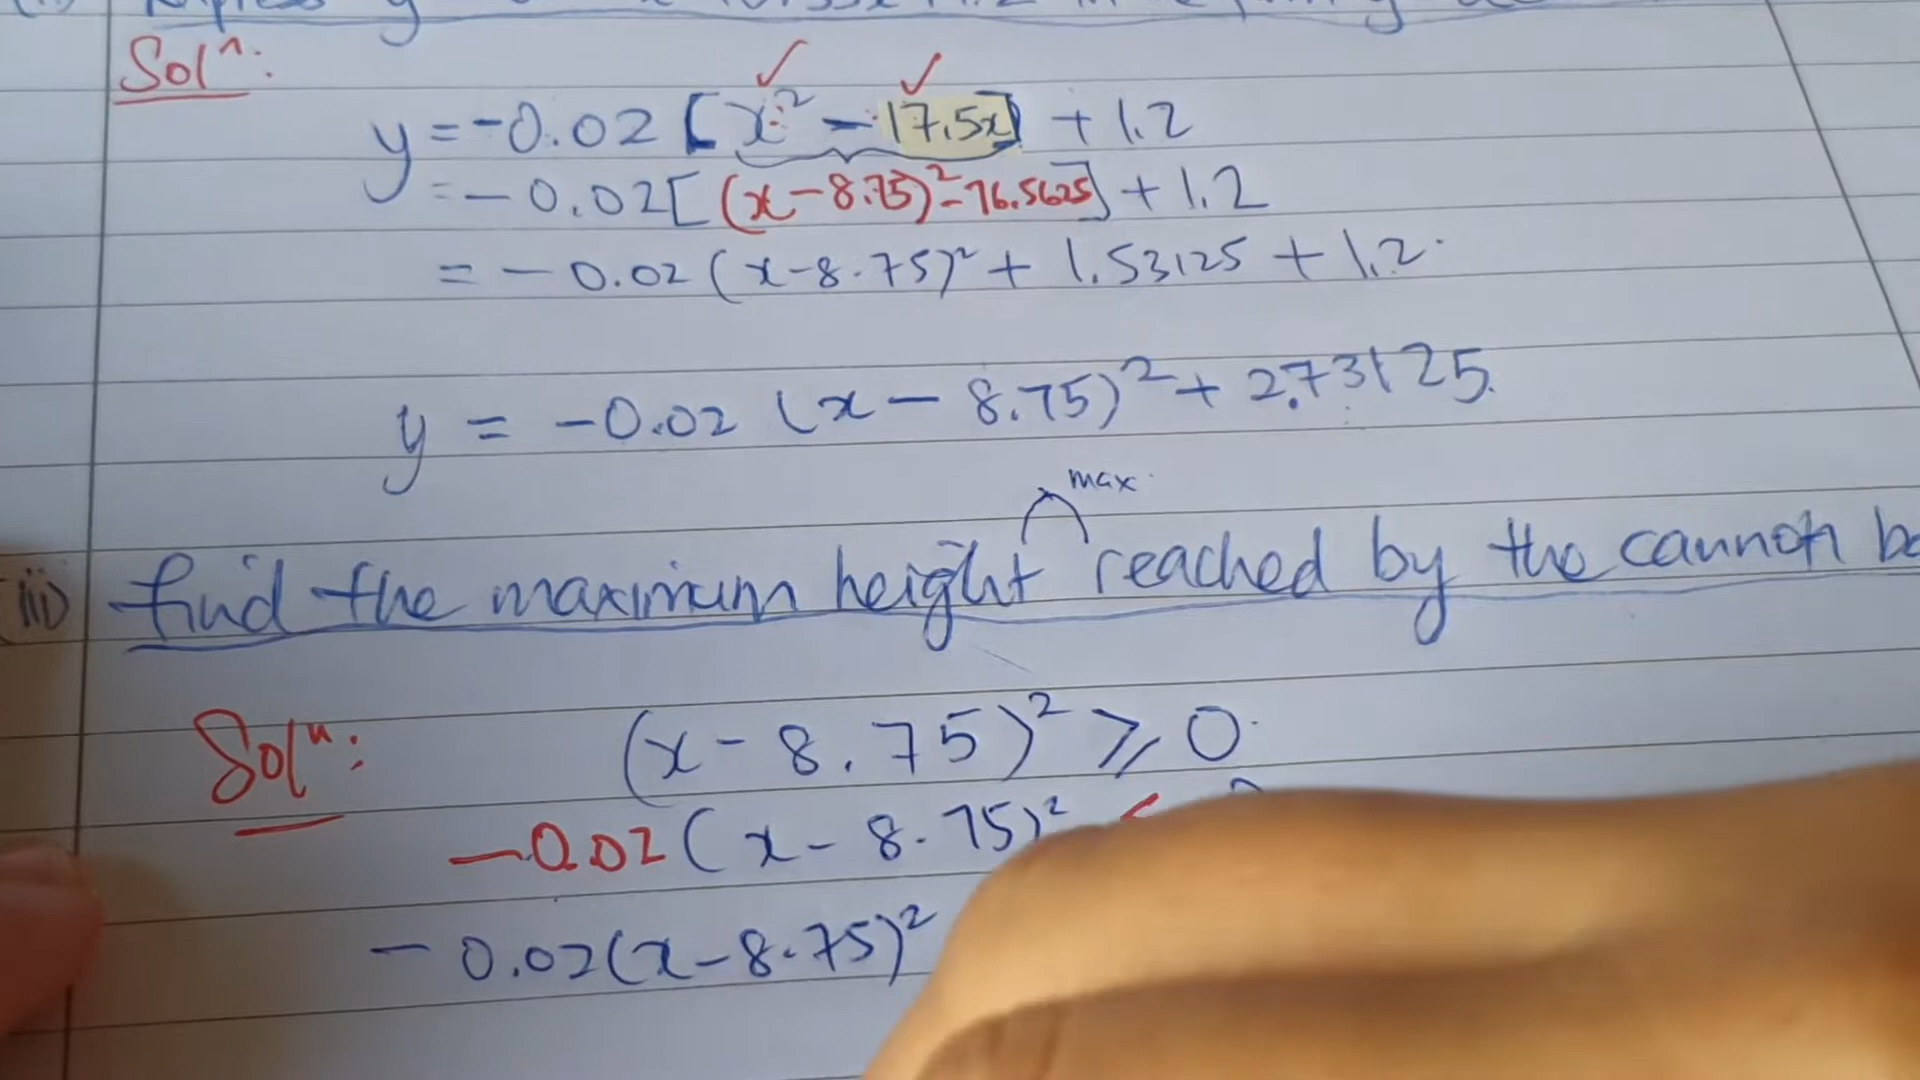 Solⁿ:
y = -0.02 [x² - 17.5x] + 1.2
= -0.02[(x-8.75)² - 76.5625] + 1.2
= -0.02 (x-8.75)² + 1.53125 + 1.2
y = -0.02 (x - 8.75)² + 2.73125
max
(iii) find the maximum height reached by the cannon
Solⁿ: (x - 8.75)² ⩾ 0
-0.02 (x - 8.75)²
-0.02(x-8.75)²